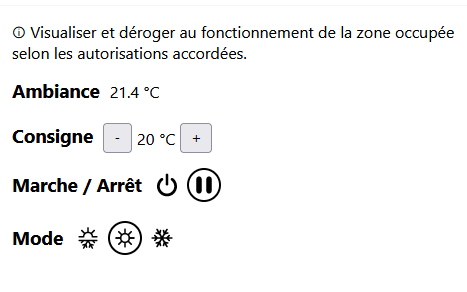 ⓘ Visualiser et déroger au fonctionnement de la zone occupée
selon les autorisations accordées.
Ambiance 21.4 °C
Consigne - 20 °C +
Marche / Arrêt
Mode